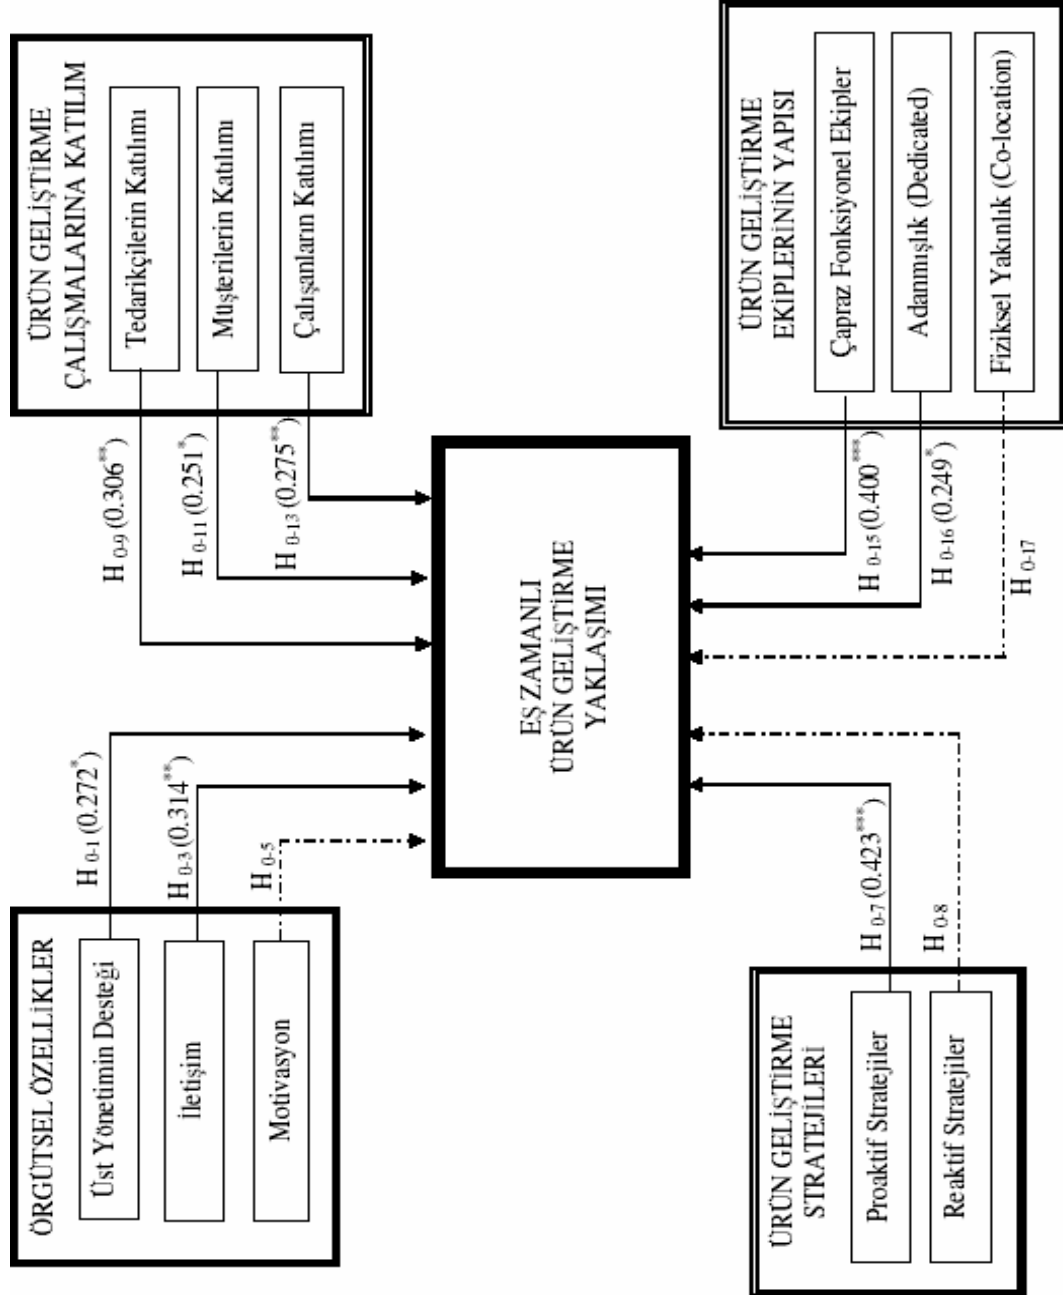 ÖRGÜTSEL ÖZELLİKLER
Üst Yönetimin Desteği
İletişim
Motivasyon
H 0-1 (0.272*)
H 0-3 (0.314**)
H 0-5
ÜRÜN GELİŞTİRME
ÇALIŞMALARINA KATILIM
Tedarikçilerin Katılımı
Müşterilerin Katılımı
Çalışanların Katılımı
H 0-9 (0.306**)
H 0-11 (0.251*)
H 0-13 (0.275**)
EŞ ZAMANLI
ÜRÜN GELİŞTİRME
YAKLAŞIMI
ÜRÜN GELİŞTİRME
STRATEJİLERİ
Proaktif Stratejiler
Reaktif Stratejiler
H 0-7 (0.423***)
H 0-8
ÜRÜN GELİŞTİRME
EKİPLERİNİN YAPISI
Çapraz Fonksiyonel Ekipler
Adanmışlık (Dedicated)
Fiziksel Yakınlık (Co-location)
H 0-15 (0.400***)
H 0-16 (0.249*)
H 0-17